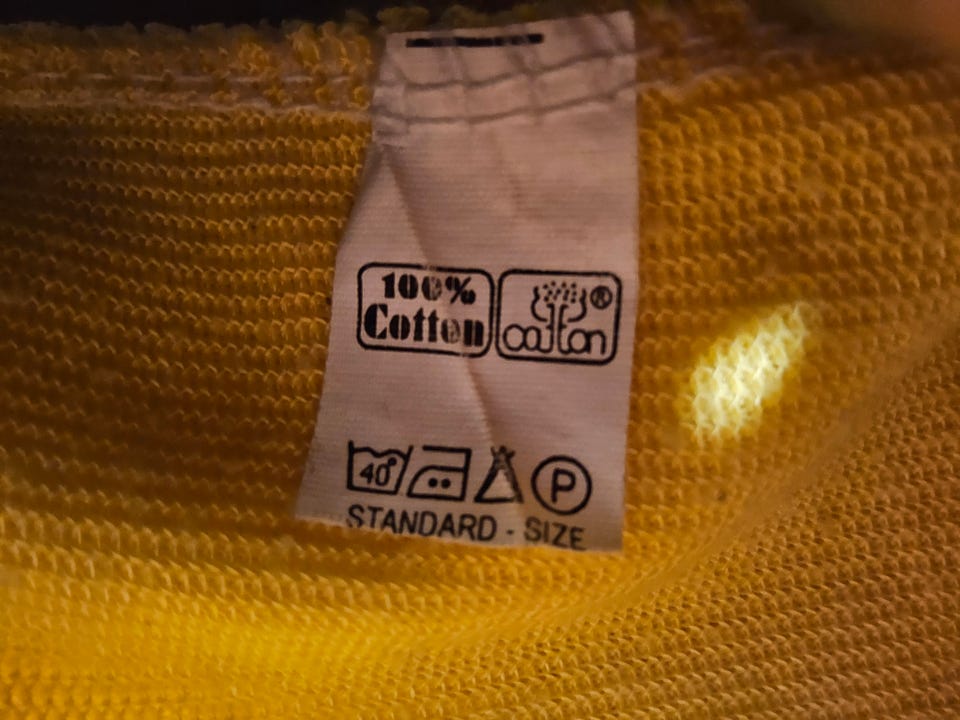 100% Cotton
cotton ®
40°
P
STANDARD - SIZE